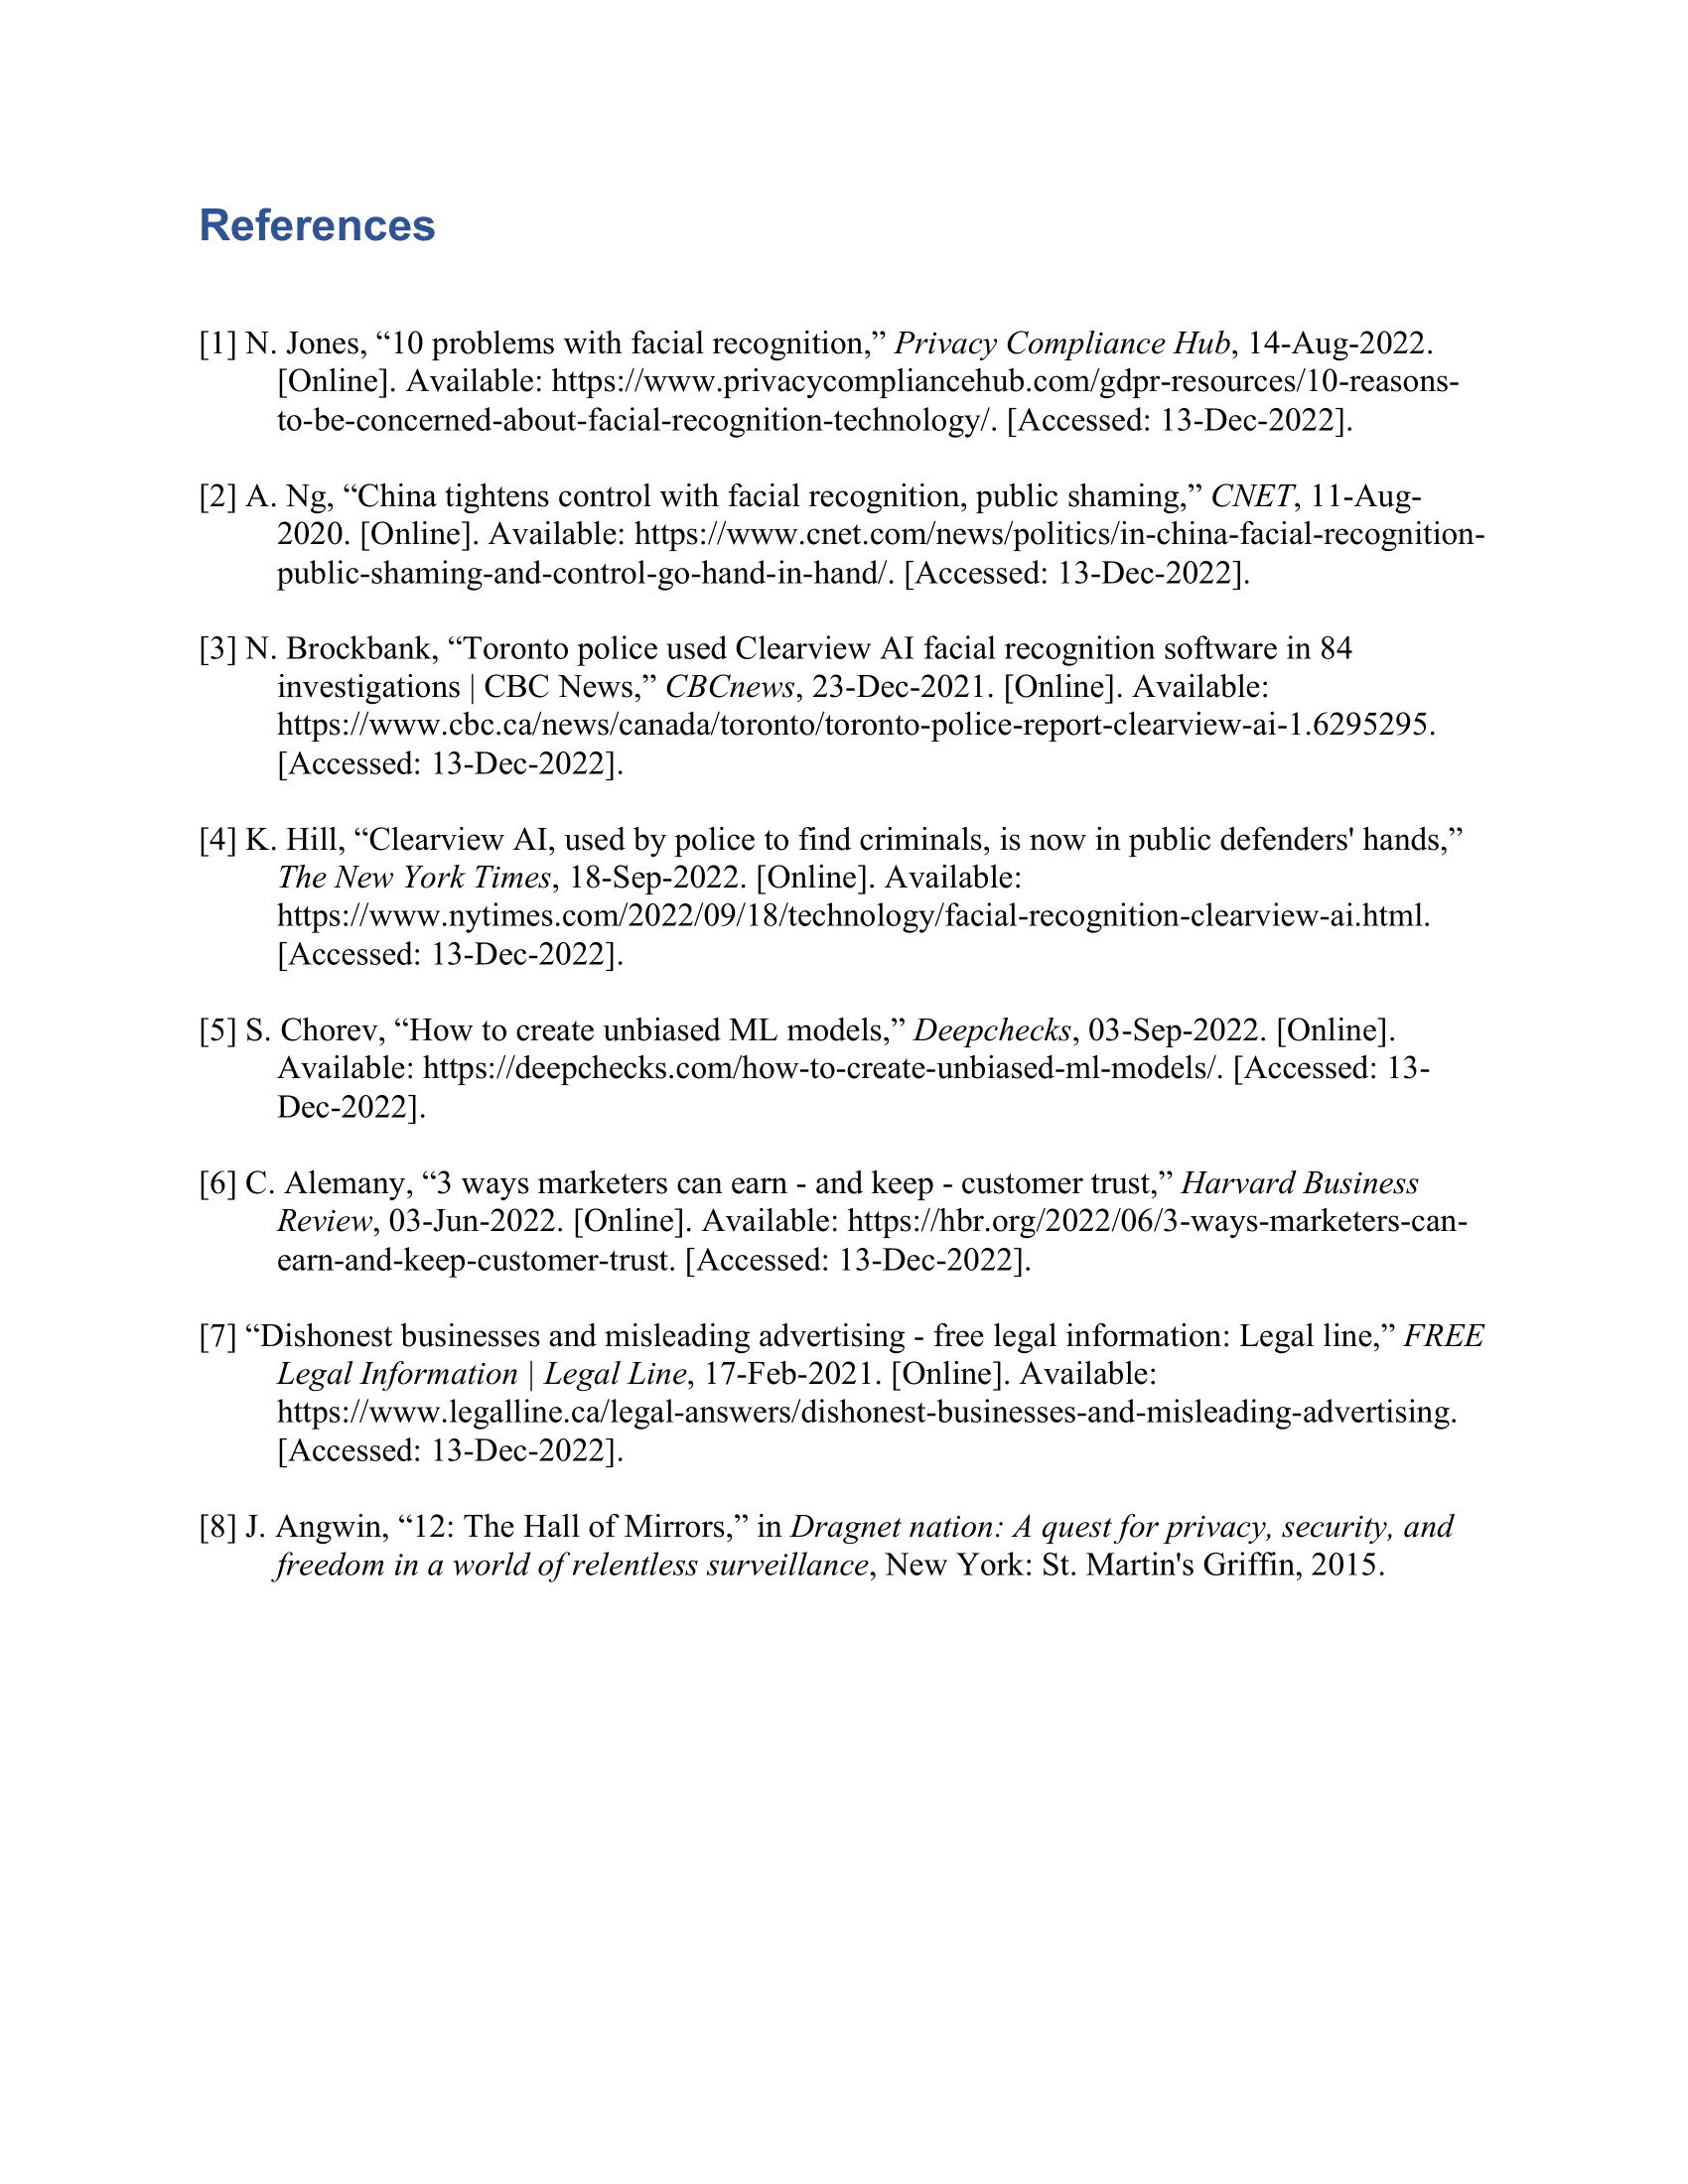 References
[1] N. Jones, “10 problems with facial recognition,” Privacy Compliance Hub, 14-Aug-2022.
[Online]. Available: https://www.privacycompliancehub.com/gdpr-resources/10-reasons-
to-be-concerned-about-facial-recognition-technology/. [Accessed: 13-Dec-2022].
[2] A. Ng, “China tightens control with facial recognition, public shaming,” CNET, 11-Aug-
2020. [Online]. Available: https://www.cnet.com/news/politics/in-china-facial-recognition-
public-shaming-and-control-go-hand-in-hand/. [Accessed: 13-Dec-2022].
[3] N. Brockbank, “Toronto police used Clearview AI facial recognition software in 84
investigations | CBC News,” CBCnews, 23-Dec-2021. [Online]. Available:
https://www.cbc.ca/news/canada/toronto/toronto-police-report-clearview-ai-1.6295295.
[Accessed: 13-Dec-2022].
[4] K. Hill, “Clearview AI, used by police to find criminals, is now in public defenders' hands,”
The New York Times, 18-Sep-2022. [Online]. Available:
https://www.nytimes.com/2022/09/18/technology/facial-recognition-clearview-ai.html.
[Accessed: 13-Dec-2022].
[5] S. Chorev, “How to create unbiased ML models,” Deepchecks, 03-Sep-2022. [Online].
Available: https://deepchecks.com/how-to-create-unbiased-ml-models/. [Accessed: 13-
Dec-2022].
[6] C. Alemany, “3 ways marketers can earn - and keep - customer trust,” Harvard Business
Review, 03-Jun-2022. [Online]. Available: https://hbr.org/2022/06/3-ways-marketers-can-
earn-and-keep-customer-trust. [Accessed: 13-Dec-2022].
[7] “Dishonest businesses and misleading advertising - free legal information: Legal line,” FREE
Legal Information | Legal Line, 17-Feb-2021. [Online]. Available:
https://www.legalline.ca/legal-answers/dishonest-businesses-and-misleading-advertising.
[Accessed: 13-Dec-2022].
[8] J. Angwin, “12: The Hall of Mirrors,” in Dragnet nation: A quest for privacy, security, and
freedom in a world of relentless surveillance, New York: St. Martin's Griffin, 2015.